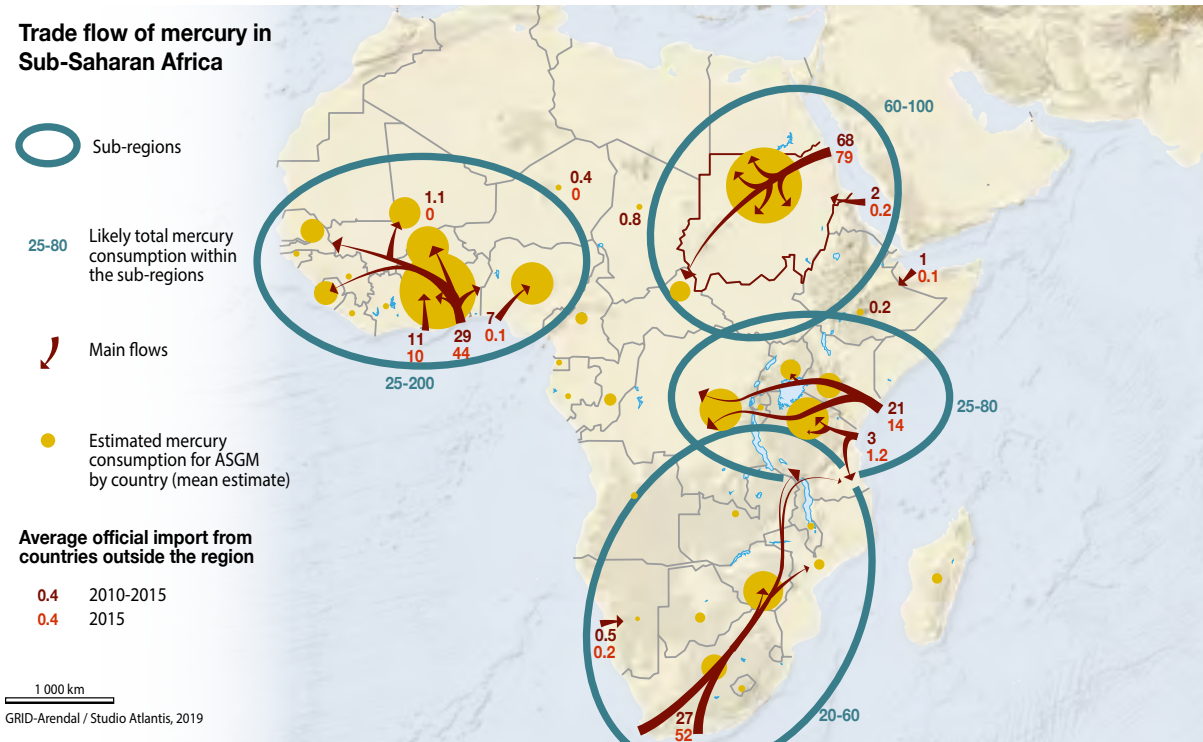 Trade flow of mercury in
Sub-Saharan Africa
Sub-regions
25-80
Likely total mercury
consumption within
the sub-regions
Main flows
Estimated mercury
consumption for ASGM
by country (mean estimate)
Average official import from
countries outside the region
0.4 2010-2015
0.4 2015
1 000 km
GRID-Arendal / Studio Atlantis, 2019
60-100
68
79
2
0.2
1
0.1
0.2
0.4
0
0.8
1.1
0
7
0.1
11
10
29
44
25-200
25-80
21
14
3
1.2
0.5
0.2
27
52
20-60